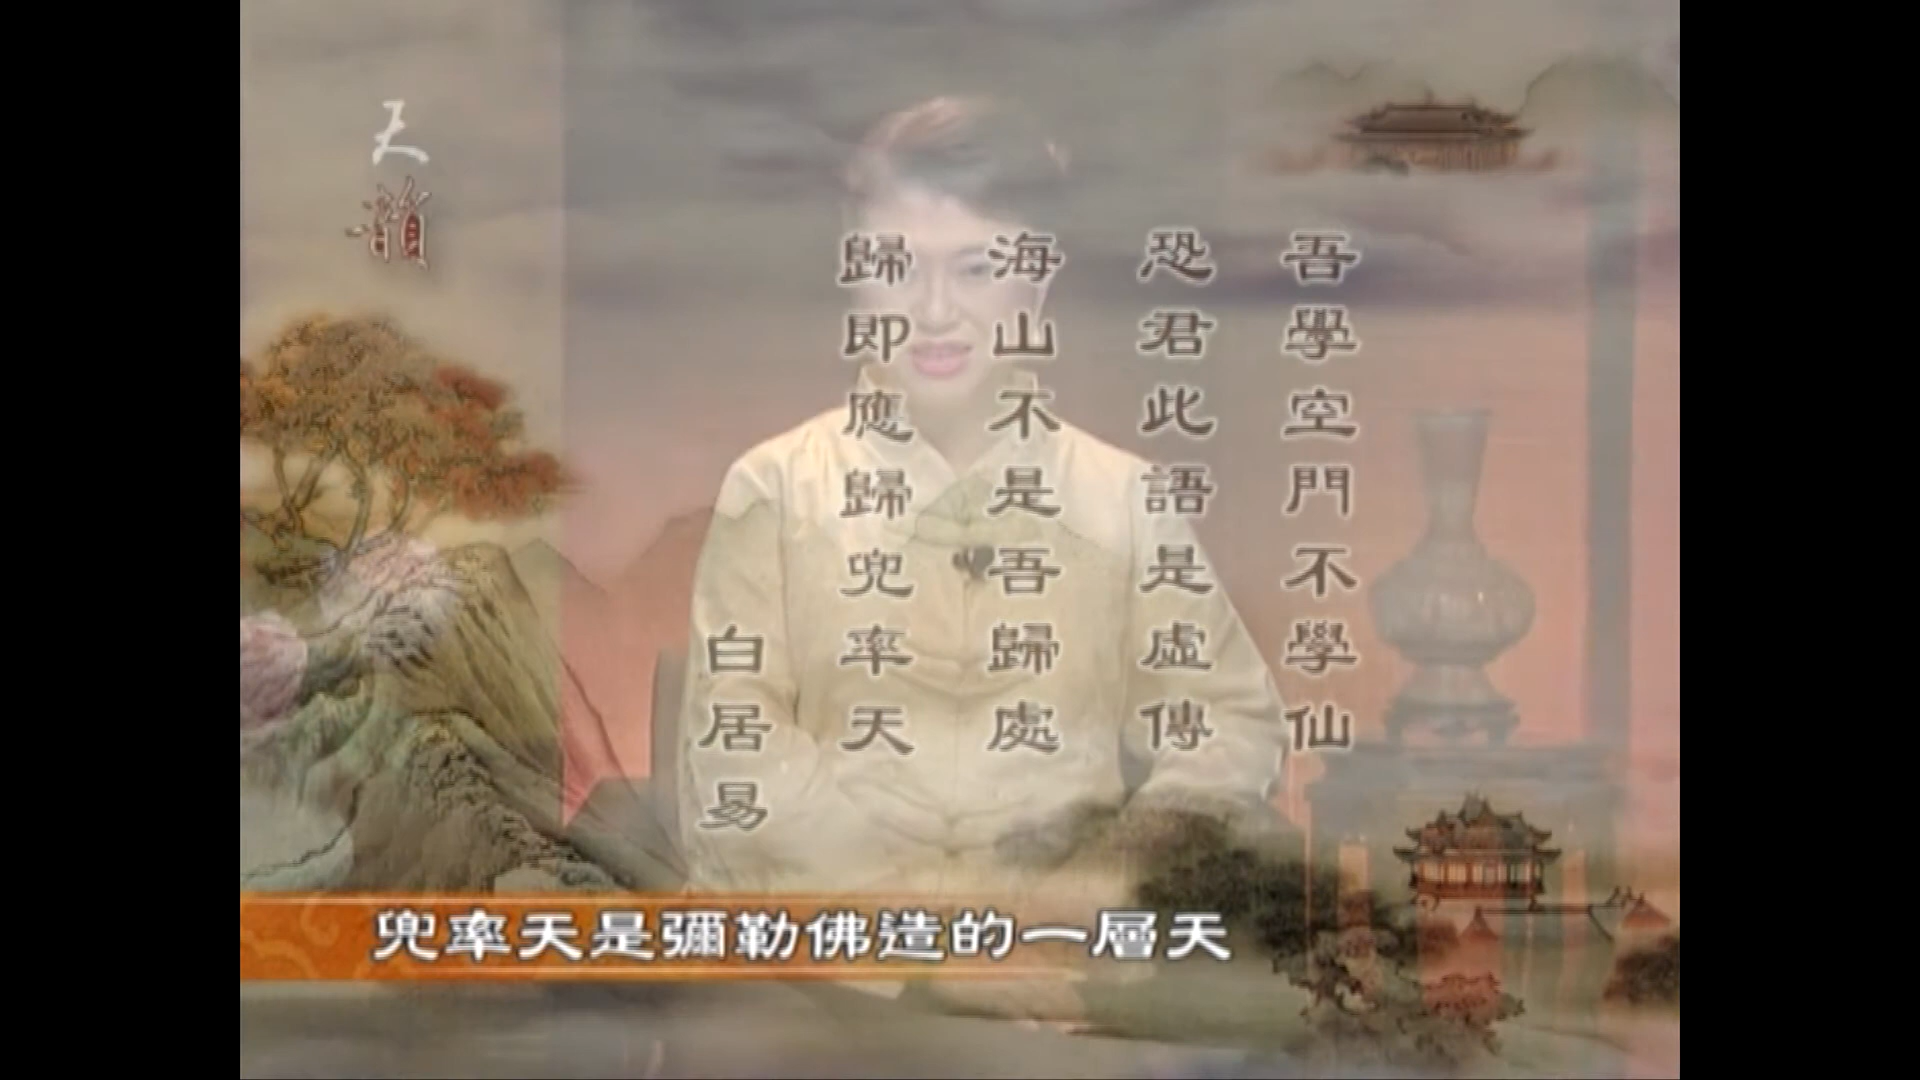 天韻
吾學空門不學仙
恐君此語是虛傳
海山不是吾歸處
歸即應歸兜率天
白居易
兜率天是彌勒佛造的一層天